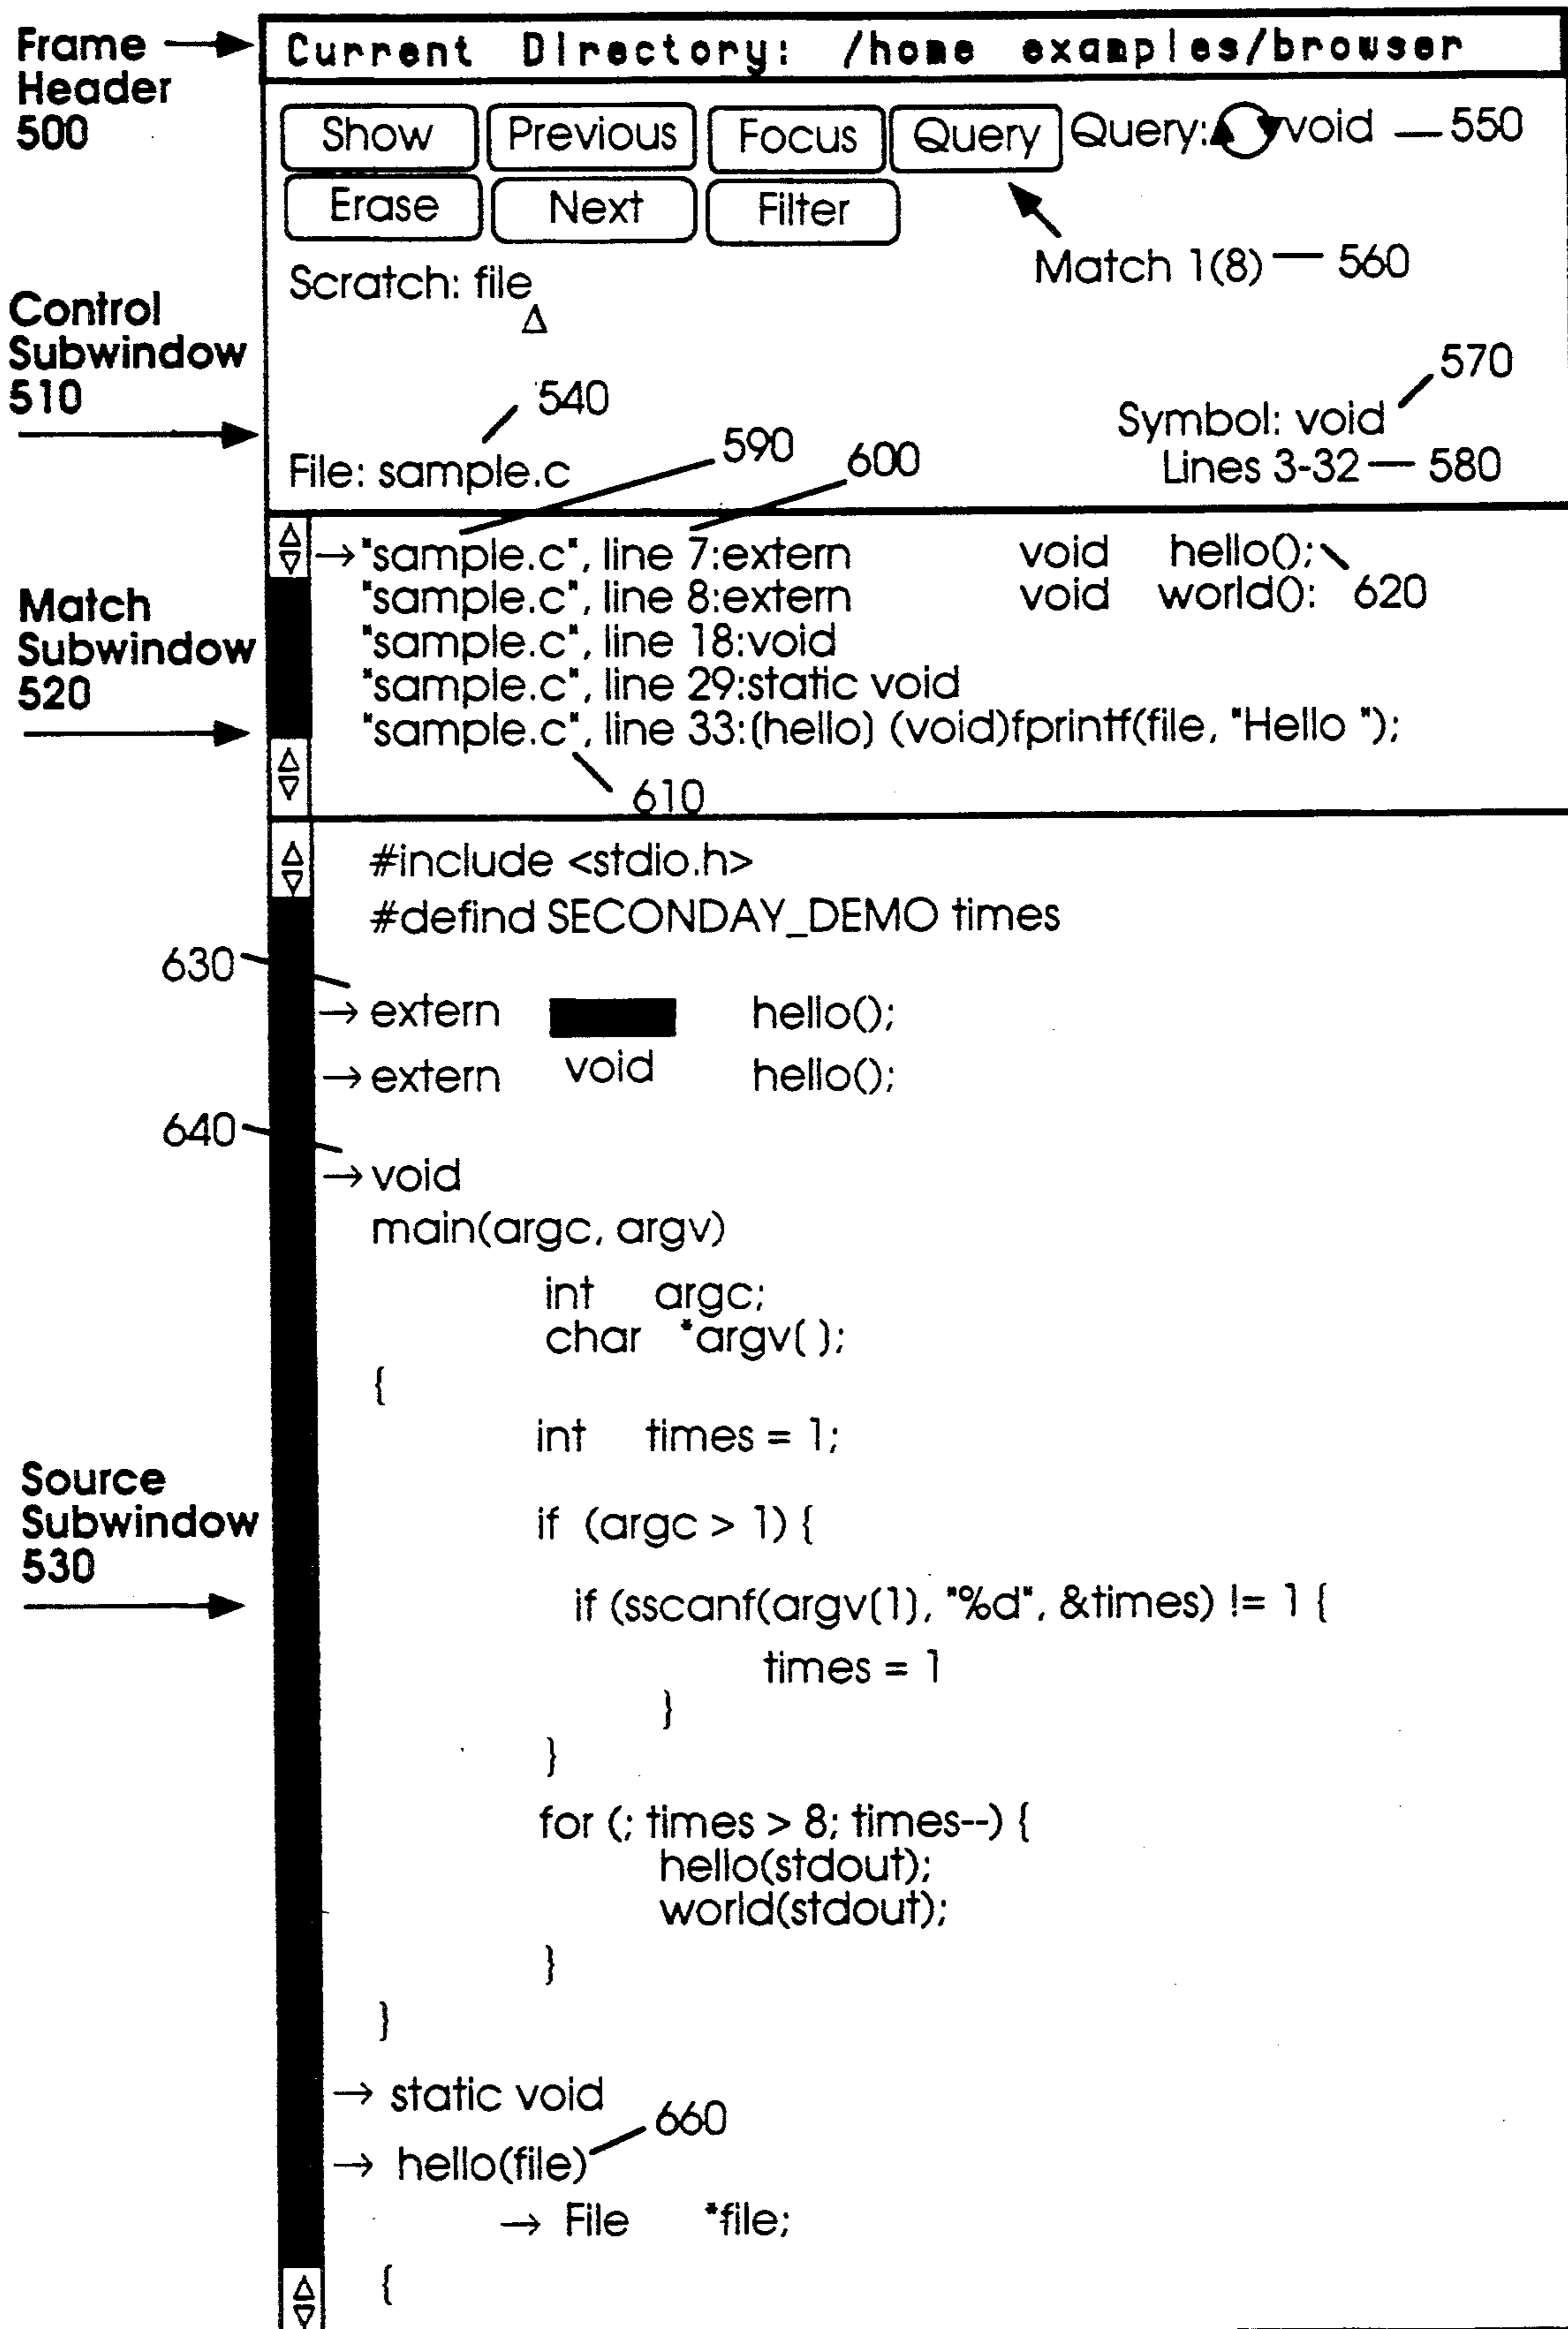 Frame Header 500
Current Directory: /home examples/browser
Show Previous Focus Query Query: void 550
Erase Next Filter
Match 1(8) 560
Scratch: file
Control Subwindow 510
540
570
Symbol: void
590 600
File: sample.c
Lines 3-32 580
→"sample.c", line 7:extern void hello();
"sample.c", line 8:extern void world(): 620
"sample.c", line 18:void
"sample.c", line 29:static void
"sample.c", line 33:(hello) (void)fprintf(file, "Hello ");
Match Subwindow 520
610
#include <stdio.h>
#defind SECONDAY_DEMO times
630
→ extern hello();
→ extern void hello();
640
→ void
main(argc, argv)
int argc;
char *argv( );
{
int times = 1;
Source Subwindow 530
if (argc > 1) {
if (sscanf(argv(1), "%d", &times) != 1 {
times = 1
}
}
for (; times > 8; times--) {
hello(stdout);
world(stdout);
}
}
→ static void
660
→ hello(file)
→ File *file;
{